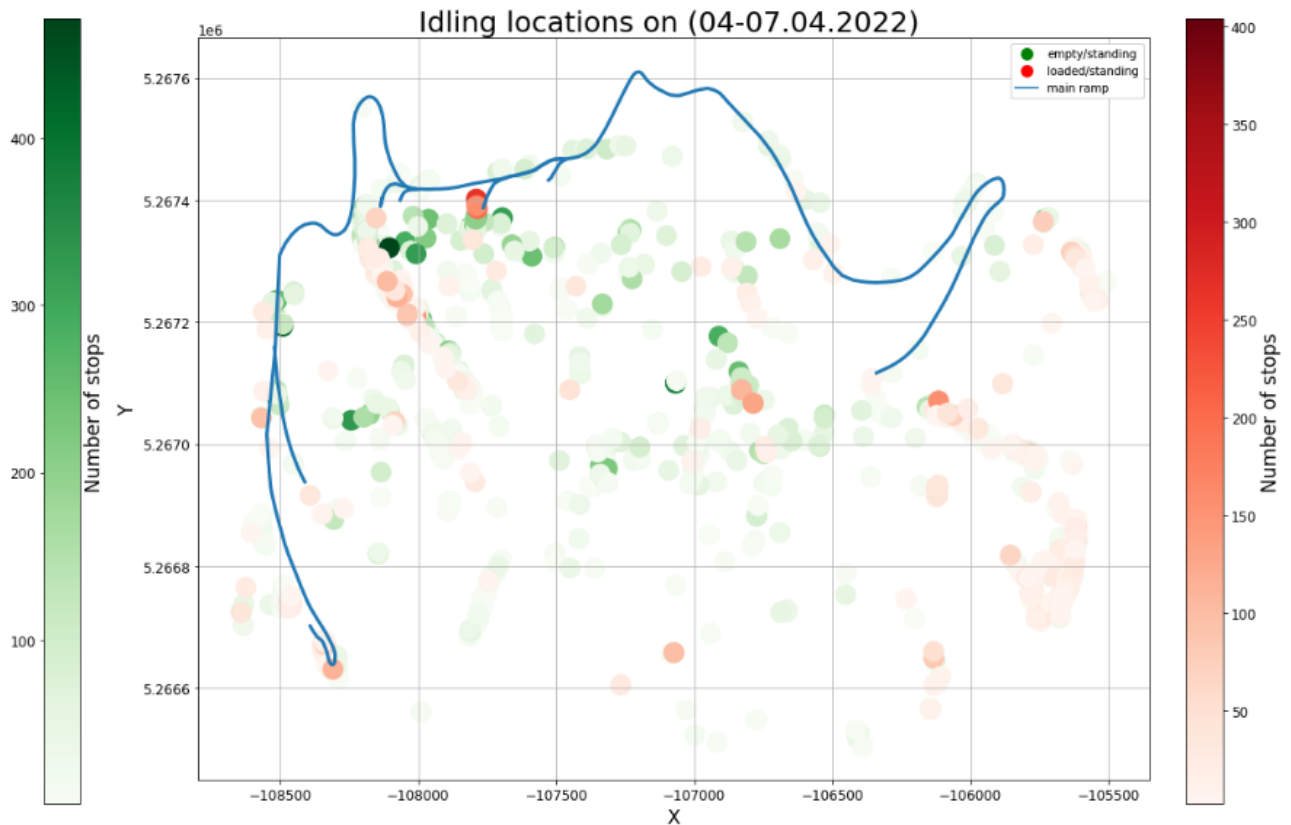 Idling locations on (04-07.04.2022)
1e6
empty/standing
loaded/standing
main ramp
400
300
200
100
Number of stops
Y
5.2676
5.2674
5.2672
5.2670
5.2668
5.2666
−108500 −108000 −107500 −107000 −106500 −106000 −105500
X
400
350
300
250
200
150
100
50
Number of stops